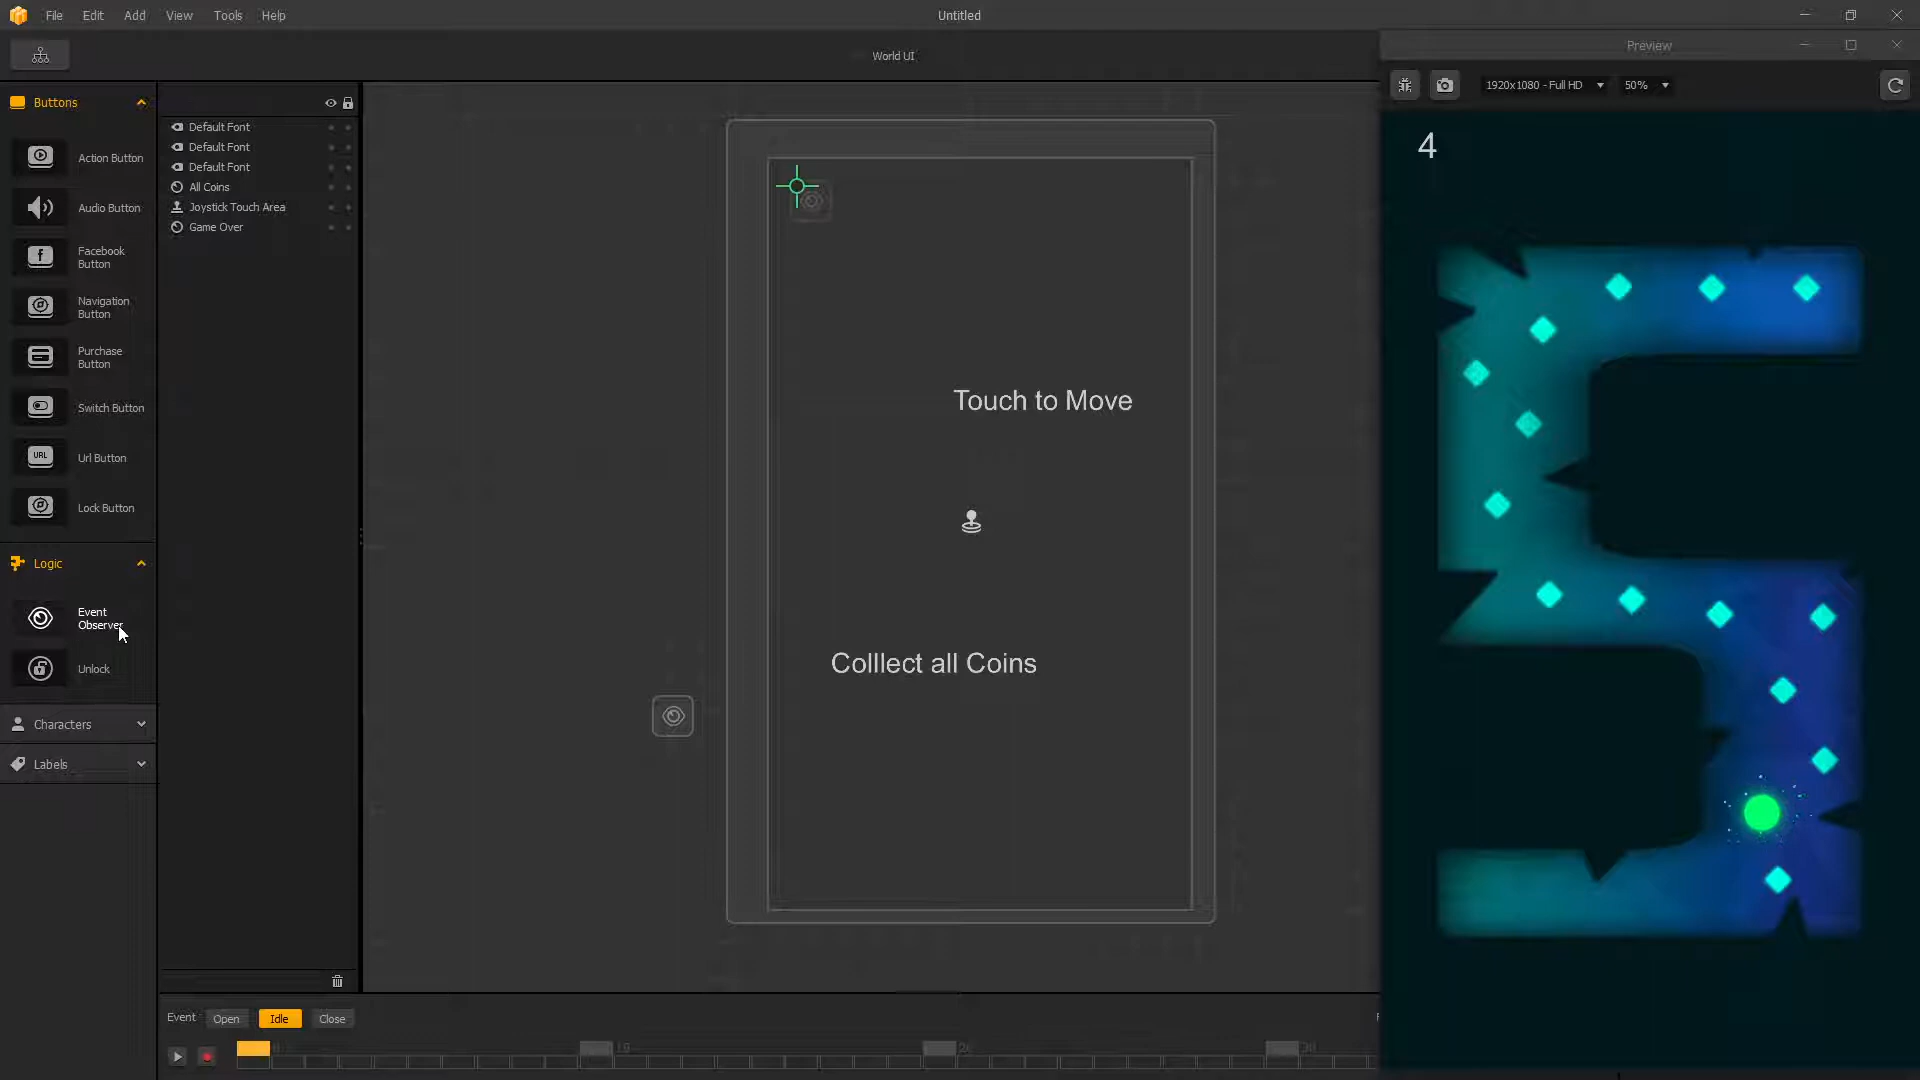 File Edit Add View Tools Help
Untitled
World UI
Preview
1920x1080 - Full HD
50%
Buttons
Action Button
Audio Button
Facebook
Button
Navigation
Button
Purchase
Button
Switch Button
URL
Url Button
Lock Button
Logic
Event
Observer
Unlock
Characters
Labels
Default Font
Default Font
Default Font
All Coins
Joystick Touch Area
Game Over
Touch to Move
Colllect all Coins
4
Event Open Idle Close